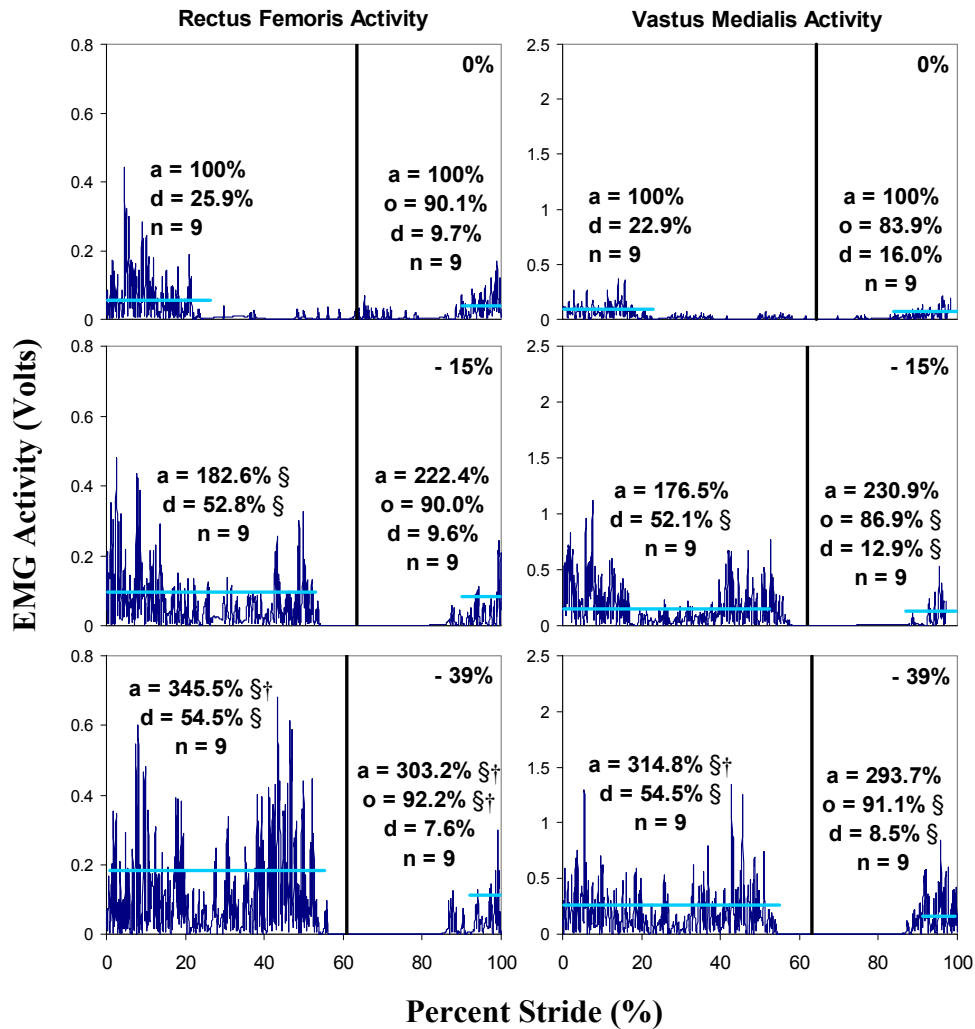 Rectus Femoris Activity
Vastus Medialis Activity
EMG Activity (Volts)
0.8
0.6
0.4
0.2
0
0%
a = 100%
d = 25.9%
n = 9
a = 100%
o = 90.1%
d = 9.7%
n = 9
2.5
2
1.5
1
0.5
0
0%
a = 100%
d = 22.9%
n = 9
a = 100%
o = 83.9%
d = 16.0%
n = 9
0.8
0.6
0.4
0.2
0
- 15%
a = 182.6% §
d = 52.8% §
n = 9
a = 222.4%
o = 90.0%
d = 9.6%
n = 9
2.5
2
1.5
1
0.5
0
- 15%
a = 176.5%
d = 52.1% §
n = 9
a = 230.9%
o = 86.9% §
d = 12.9% §
n = 9
0.8
0.6
0.4
0.2
0
- 39%
a = 345.5% §†
d = 54.5% §
n = 9
a = 303.2% §†
o = 92.2% §†
d = 7.6%
n = 9
0 20 40 60 80 100
2.5
2
1.5
1
0.5
0
- 39%
a = 314.8% §†
d = 54.5% §
n = 9
a = 293.7%
o = 91.1% §
d = 8.5% §
n = 9
0 20 40 60 80 100
Percent Stride (%)